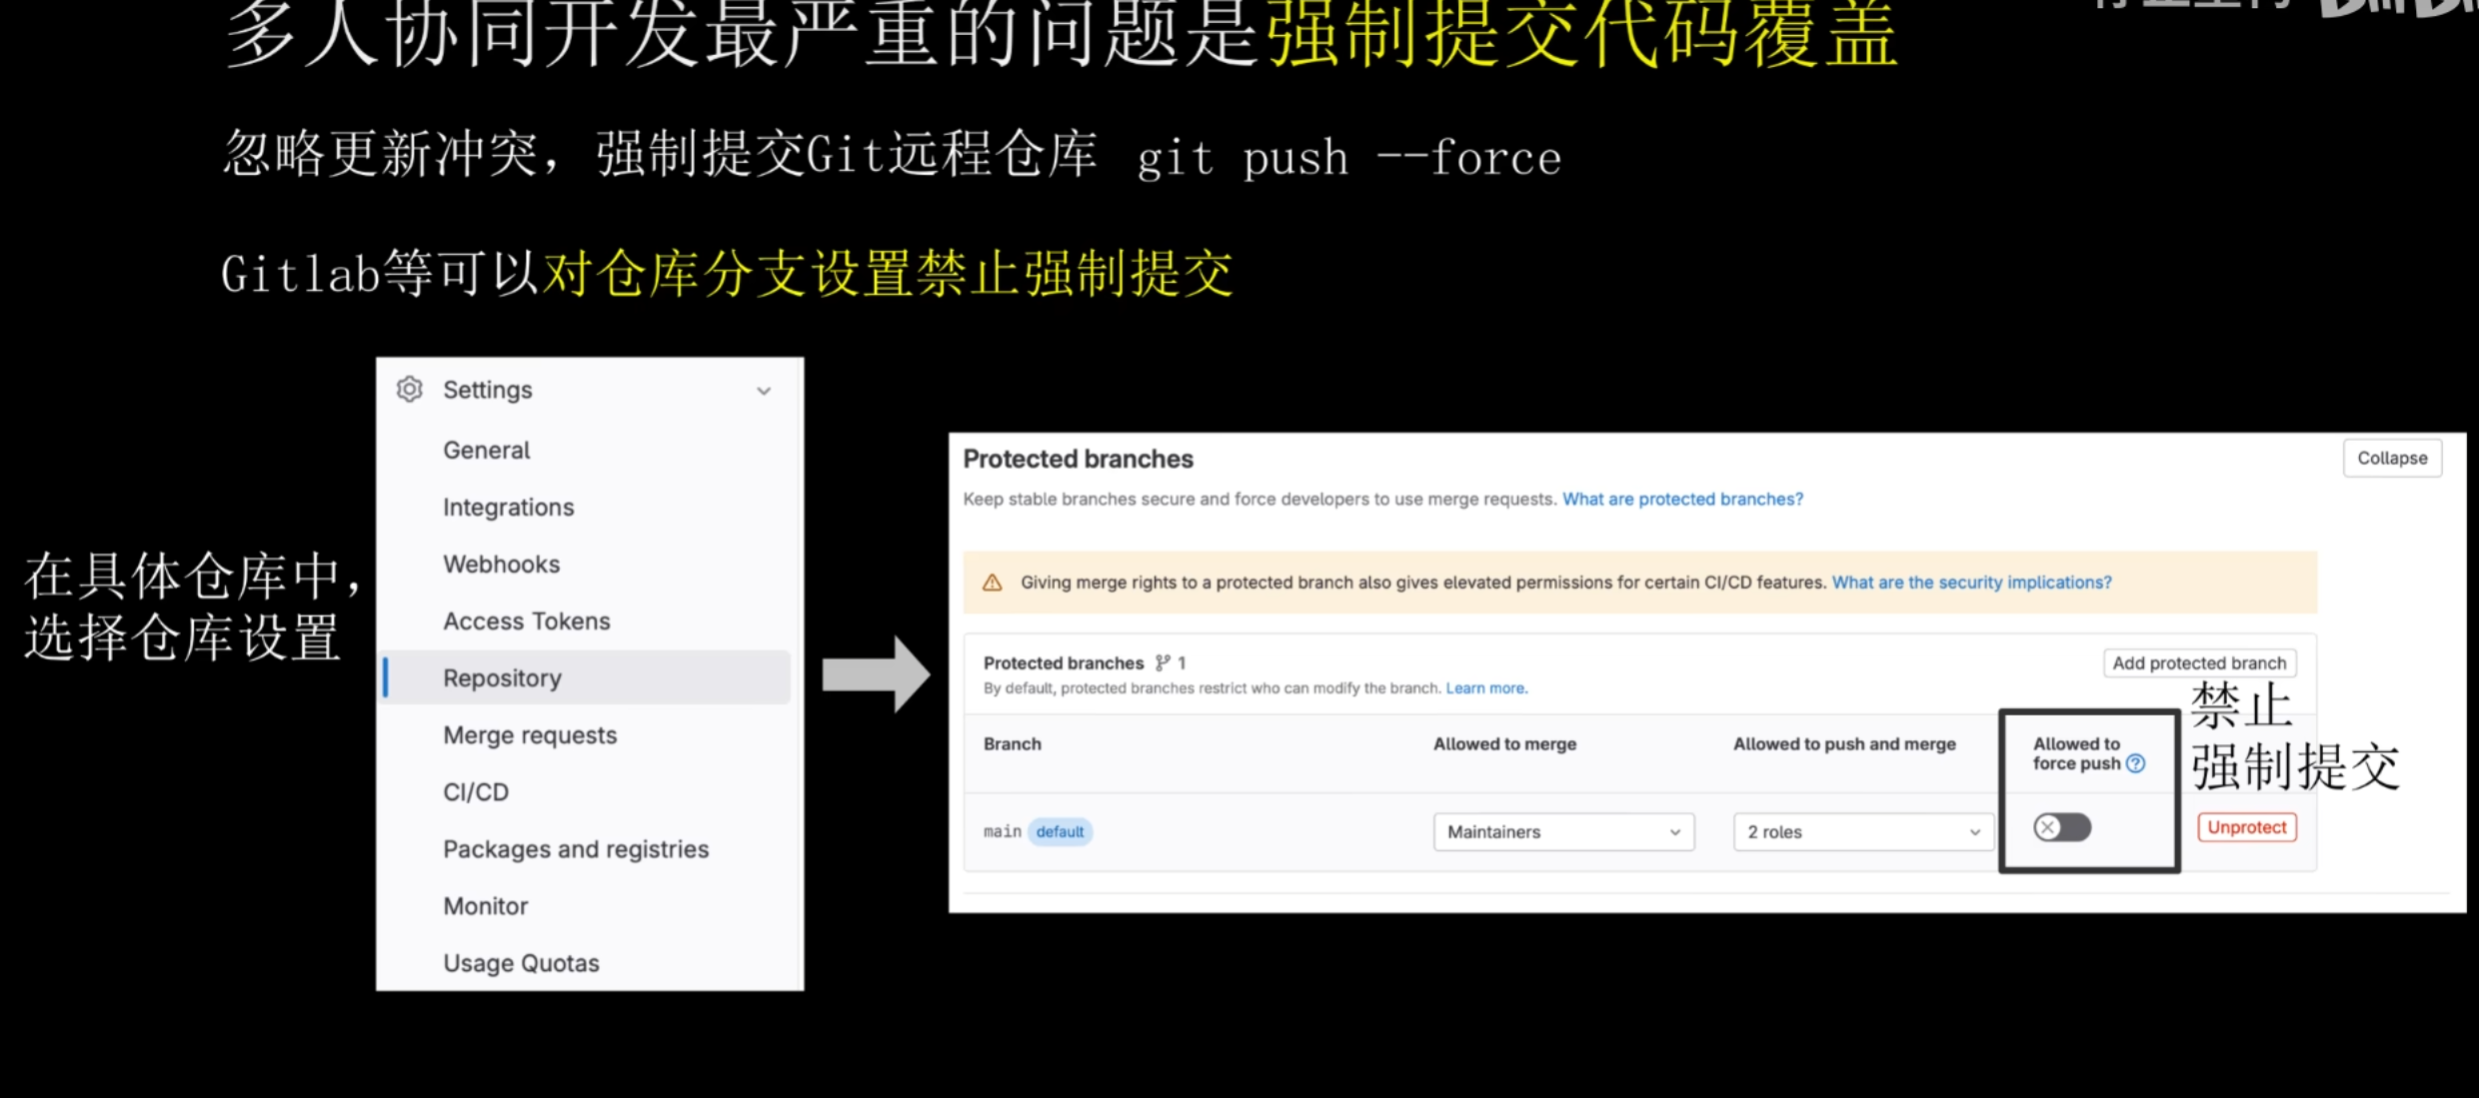 多人协同开发最严重的问题是强制提交代码覆盖
忽略更新冲突，强制提交Git远程仓库 git push --force
Gitlab等可以对仓库分支设置禁止强制提交
在具体仓库中，
选择仓库设置
Settings
General
Integrations
Webhooks
Access Tokens
Repository
Merge requests
CI/CD
Packages and registries
Monitor
Usage Quotas
Protected branches
Collapse
Keep stable branches secure and force developers to use merge requests. What are protected branches?
Giving merge rights to a protected branch also gives elevated permissions for certain CI/CD features. What are the security implications?
Protected branches 1
Add protected branch
By default, protected branches restrict who can modify the branch. Learn more.
禁止
强制提交
Branch
Allowed to merge
Allowed to push and merge
Allowed to
force push
main default
Maintainers
2 roles
Unprotect